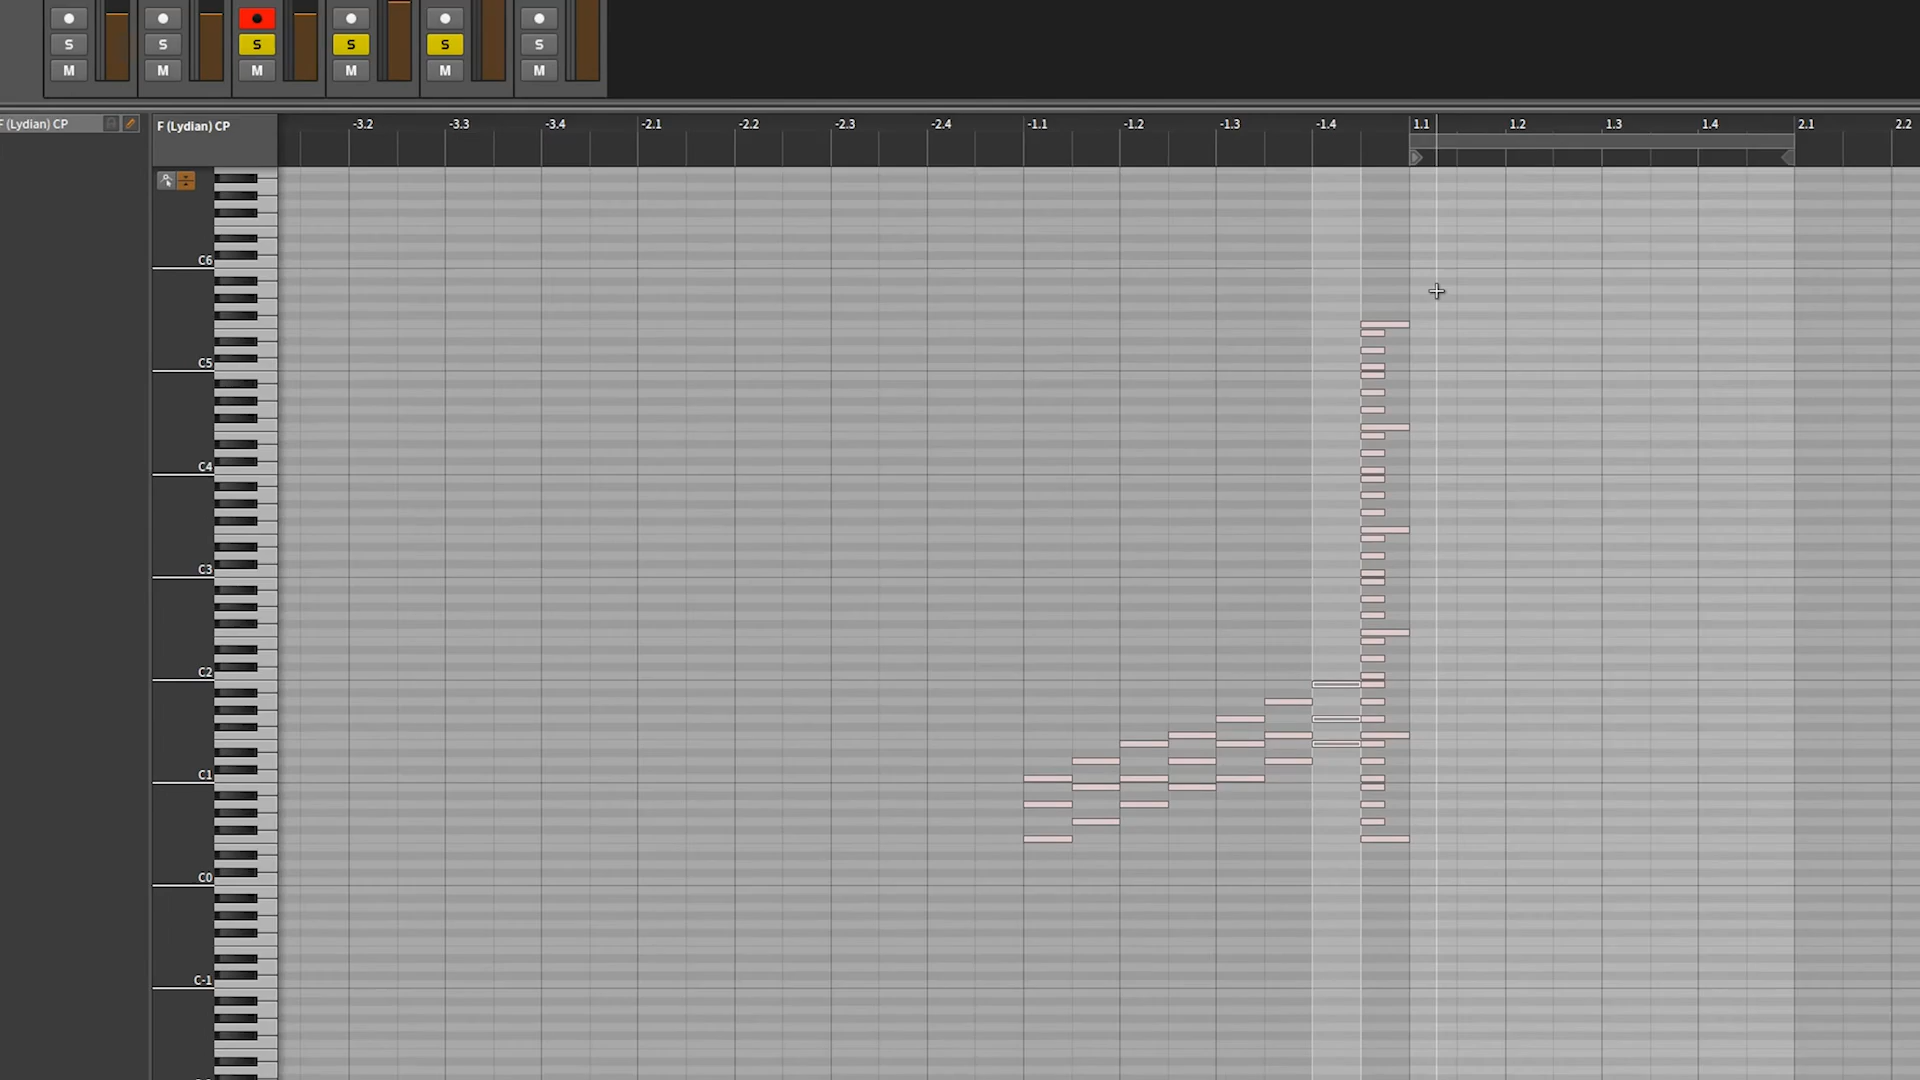 S S S S S S
M M M M M M
F (Lydian) CP
F (Lydian) CP
-3.2 -3.3 -3.4 -2.1 -2.2 -2.3 -2.4 -1.1 -1.2 -1.3 -1.4 1.1 1.2 1.3 1.4 2.1 2.2
C6
C5
C4
C3
C2
C1
C0
C-1